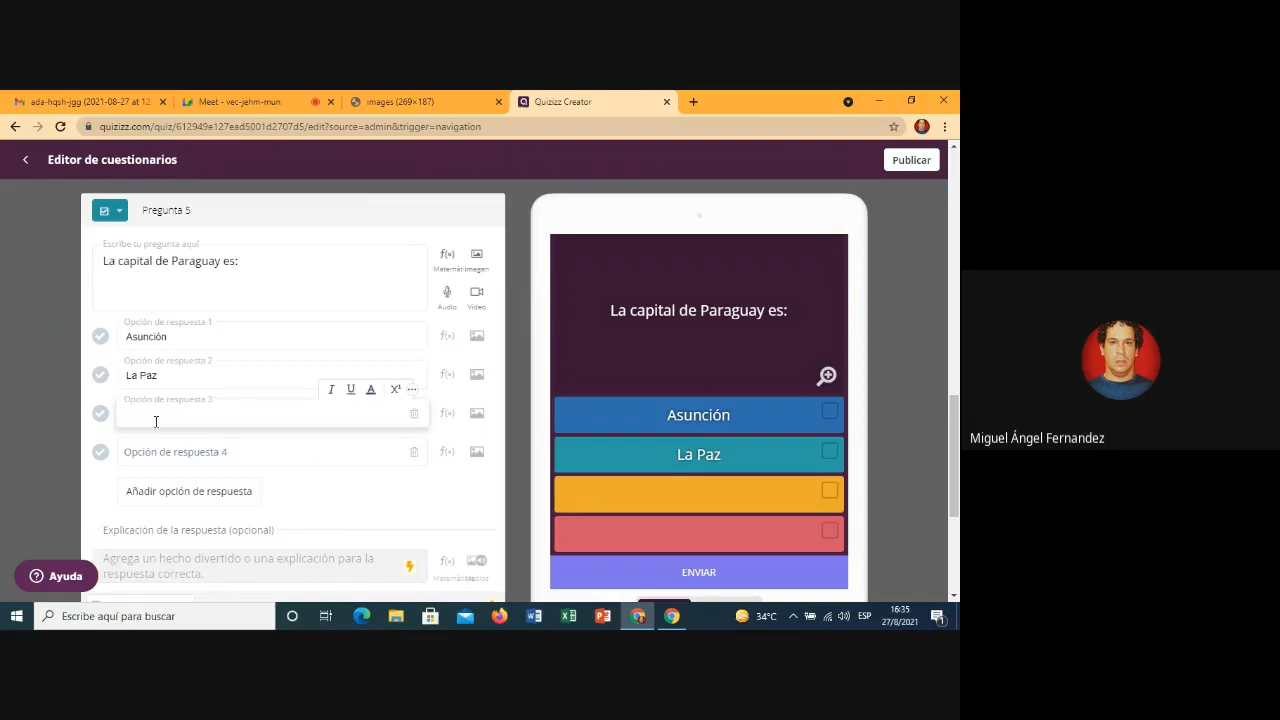 ada-hqsh-jgg (2021-08-27 at 12
Meet - vec-jehm-mun
images (269×187)
Quizizz Creator
quizizz.com/quiz/612949e127ead5001d2707d5/edit?source=admin&trigger=navigation
Editor de cuestionarios
Publicar
Pregunta 5
Escribe tu pregunta aquí
La capital de Paraguay es:
f(x)
Matemát
Imagen
Audio
Vídeo
Opción de respuesta 1
Asunción
f(x)
Opción de respuesta 2
La Paz
f(x)
I U A X¹ ...
Opción de respuesta 3
f(x)
Opción de respuesta 4
f(x)
Añadir opción de respuesta
Explicación de la respuesta (opcional)
Agrega un hecho divertido o una explicación para la
respuesta correcta.
f(x)
Ayuda
La capital de Paraguay es:
Asunción
La Paz
ENVIAR
Miguel Ángel Fernandez
Escribe aquí para buscar
34°C
ESP
16:35
27/8/2021
1